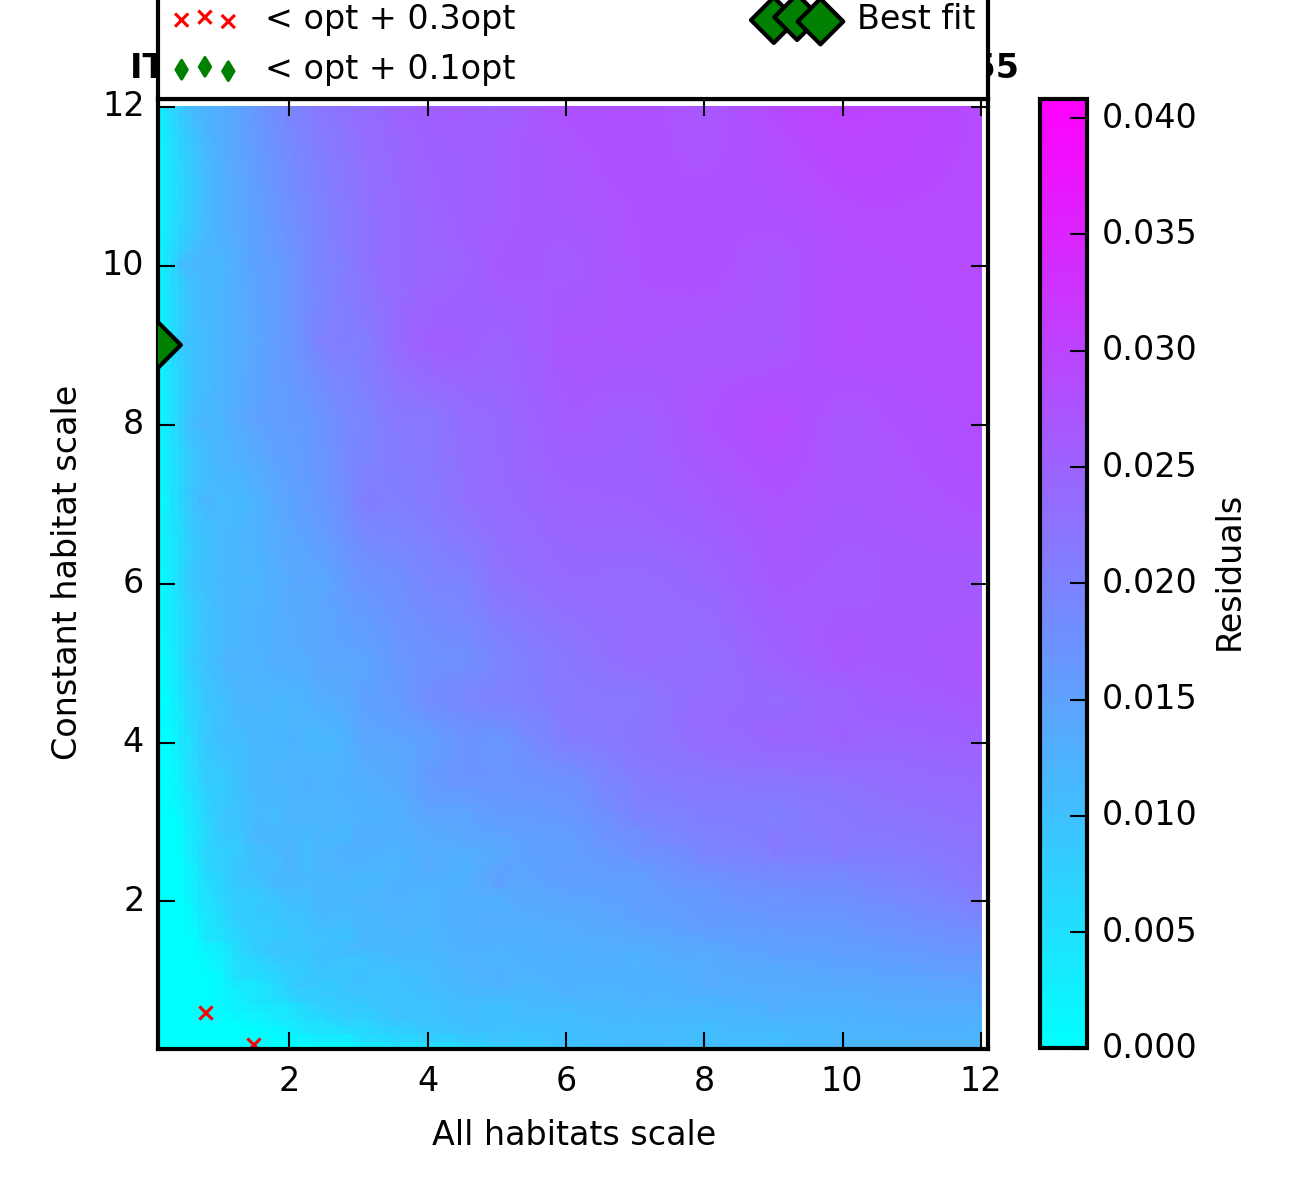 < opt + 0.3opt
Best fit
< opt + 0.1opt
12
10
8
6
4
2
Constant habitat scale
2 4 6 8 10 12
All habitats scale
0.040
0.035
0.030
0.025
0.020
0.015
0.010
0.005
0.000
Residuals